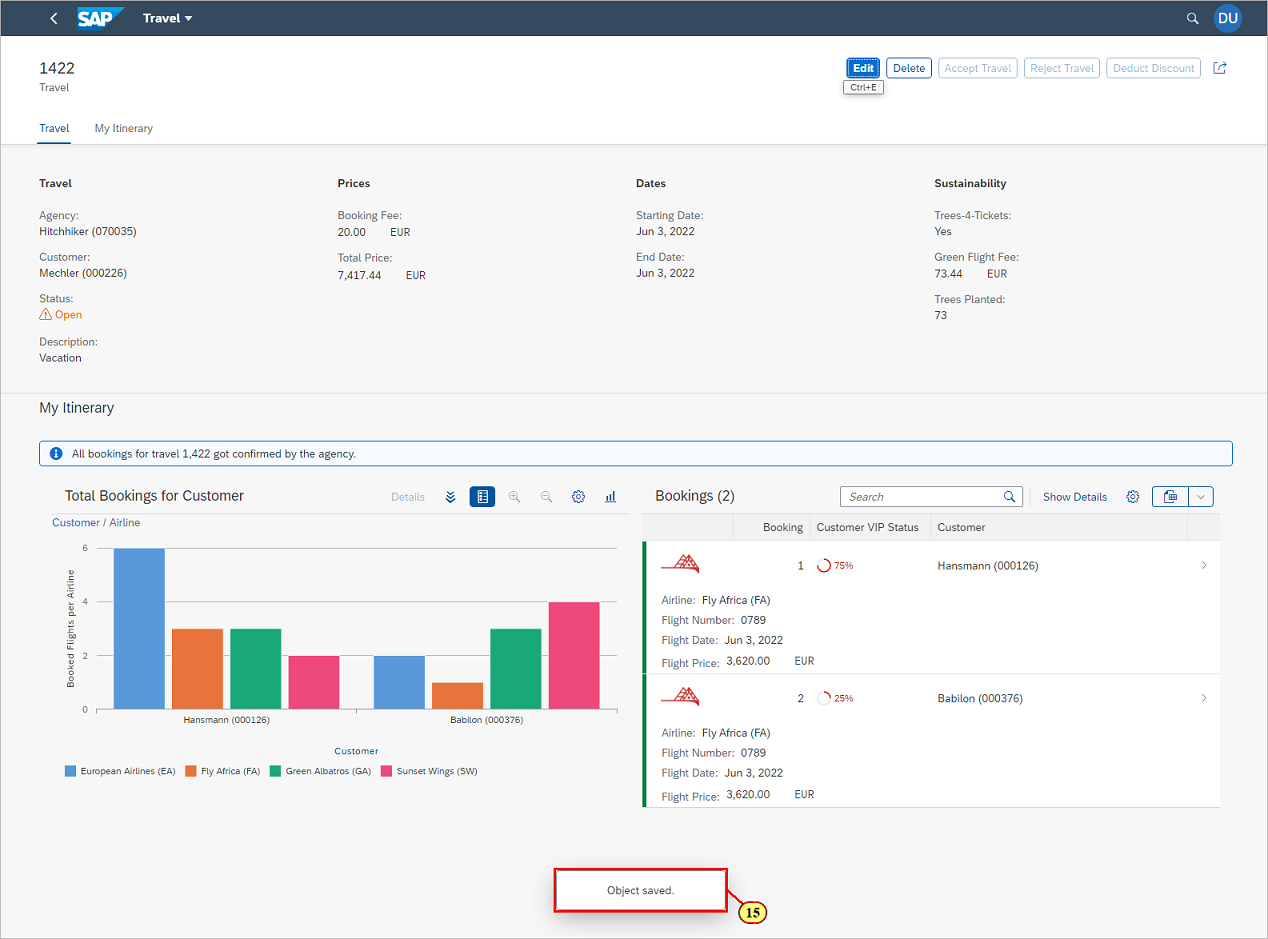 SAP Travel DU
1422
Travel
Edit Delete Accept Travel Reject Travel Deduct Discount
Ctrl+E
Travel My Itinerary
Travel Prices Dates Sustainability
Agency: Booking Fee: Starting Date: Trees-4-Tickets:
Hitchhiker (070035) 20.00 EUR Jun 3, 2022 Yes
Customer: Total Price: End Date: Green Flight Fee:
Mechler (000226) 7,417.44 EUR Jun 3, 2022 73.44 EUR
Status: Trees Planted:
Open 73
Description:
Vacation
My Itinerary
All bookings for travel 1,422 got confirmed by the agency.
Total Bookings for Customer Details
Customer / Airline
Booked Flights per Airline
6
4
2
0
Hansmann (000126) Babilon (000376)
Customer
European Airlines (EA) Fly Africa (FA) Green Albatros (GA) Sunset Wings (SW)
Bookings (2) Search Show Details
Booking Customer VIP Status Customer
1 75% Hansmann (000126)
Airline: Fly Africa (FA)
Flight Number: 0789
Flight Date: Jun 3, 2022
Flight Price: 3,620.00 EUR
2 25% Babilon (000376)
Airline: Fly Africa (FA)
Flight Number: 0789
Flight Date: Jun 3, 2022
Flight Price: 3,620.00 EUR
Object saved.
15